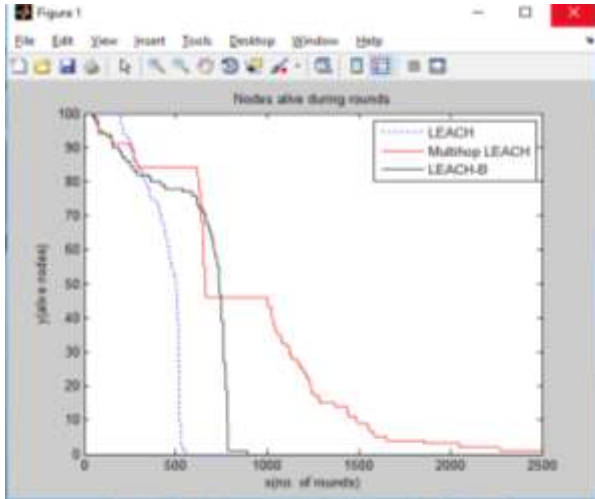 Figure 1
File Edit View Insert Tools Desktop Window Help
Nodes alive during rounds
LEACH
Multihop LEACH
LEACH-B
100
90
80
70
60
50
40
30
20
10
0
y(alive nodes)
0 500 1000 1500 2000 2500
x(no. of rounds)